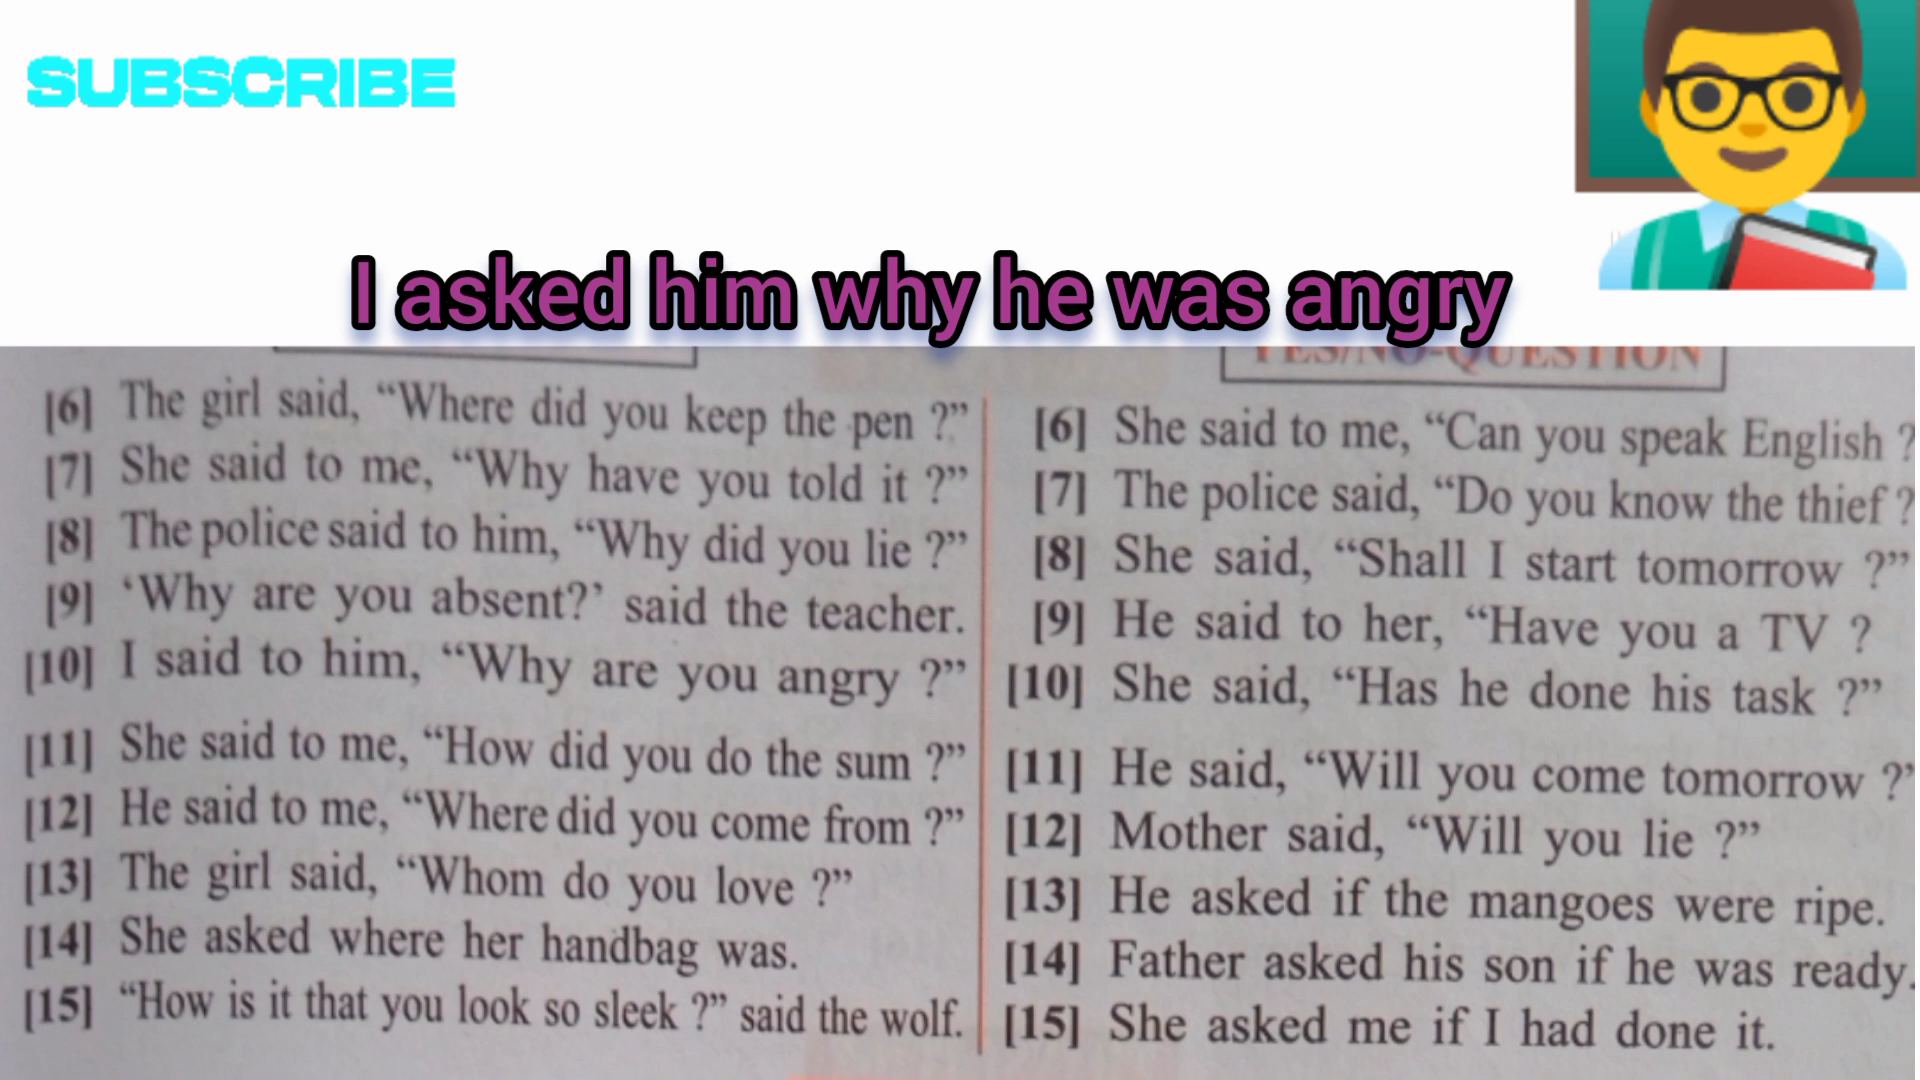 SUBSCRIBE
I asked him why he was angry
YES/NO-QUESTION
[6] The girl said, “Where did you keep the pen ?”
[7] She said to me, “Why have you told it ?”
[8] The police said to him, “Why did you lie ?”
[9] ‘Why are you absent?’ said the teacher.
[10] I said to him, “Why are you angry ?”
[11] She said to me, “How did you do the sum ?”
[12] He said to me, “Where did you come from ?”
[13] The girl said, “Whom do you love ?”
[14] She asked where her handbag was.
[15] “How is it that you look so sleek ?” said the wolf.
[6] She said to me, “Can you speak English ?
[7] The police said, “Do you know the thief ?
[8] She said, “Shall I start tomorrow ?”
[9] He said to her, “Have you a TV ?
[10] She said, “Has he done his task ?”
[11] He said, “Will you come tomorrow ?”
[12] Mother said, “Will you lie ?”
[13] He asked if the mangoes were ripe.
[14] Father asked his son if he was ready.
[15] She asked me if I had done it.